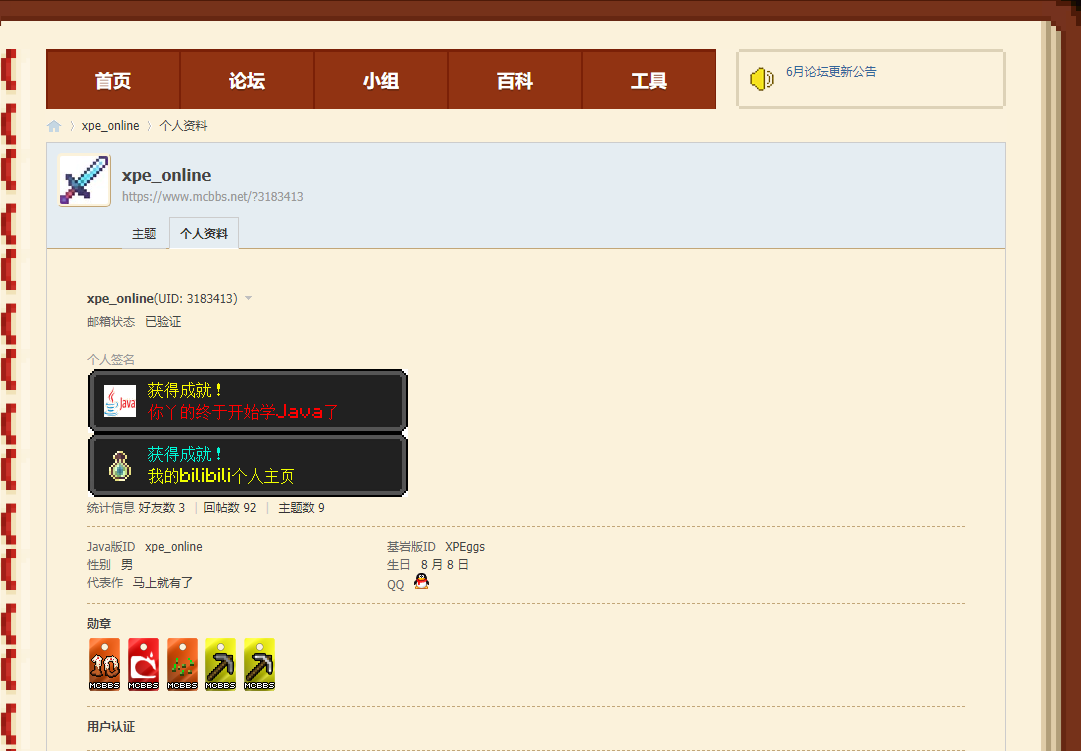 首页 论坛 小组 百科 工具
6月论坛更新公告
xpe_online 个人资料
xpe_online
https://www.mcbbs.net/?3183413
主题 个人资料
xpe_online(UID: 3183413)
邮箱状态 已验证
个人签名
Java
获得成就！
你丫的终于开始学Java了
获得成就！
我的bilibili个人主页
统计信息 好友数 3 | 回帖数 92 | 主题数 9
Java版ID xpe_online 基岩版ID XPEggs
性别 男 生日 8 月 8 日
代表作 马上就有了 QQ
勋章
10
MCBBS MCBBS MCBBS MCBBS MCBBS
用户认证